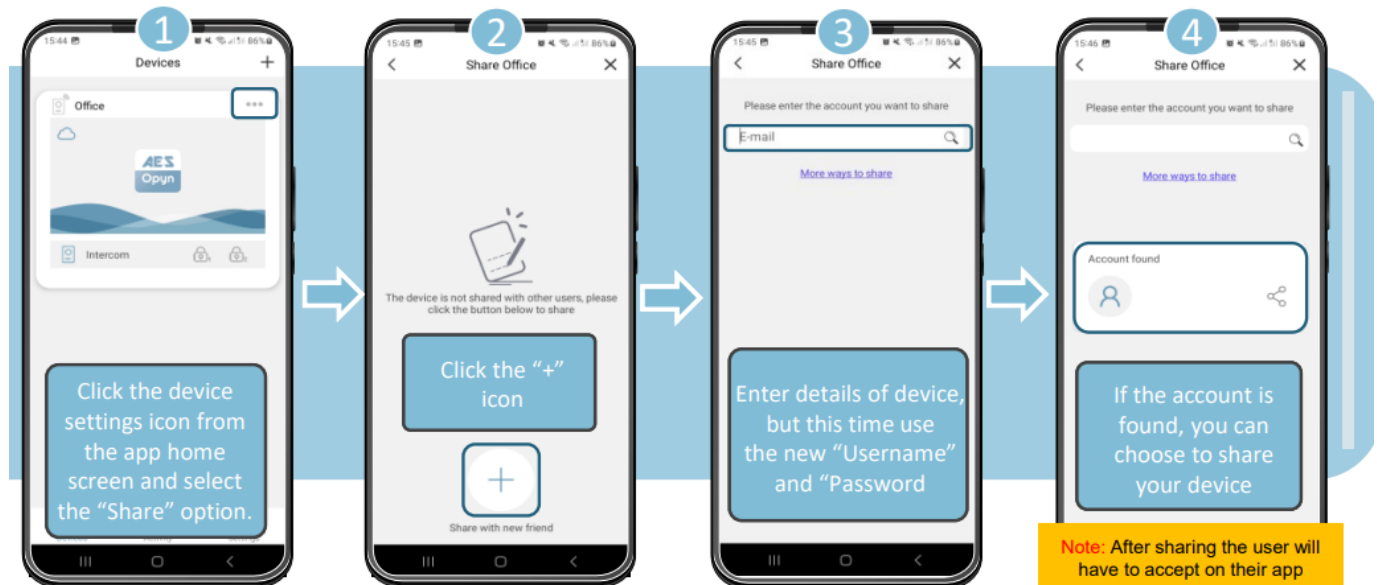 1
15:44
86%
Devices
+
Office
AES
Opyn
Intercom
Click the device
settings icon from
the app home
screen and select
the “Share” option.
2
15:45
86%
Share Office
The device is not shared with other users, please
click the button below to share
Click the “+”
icon
+
Share with new friend
3
15:45
86%
Share Office
Please enter the account you want to share
E-mail
More ways to share
Enter details of device,
but this time use
the new “Username”
and “Password
4
15:46
86%
Share Office
Please enter the account you want to share
More ways to share
Account found
If the account is
found, you can
choose to share
your device
Note: After sharing the user will
have to accept on their app